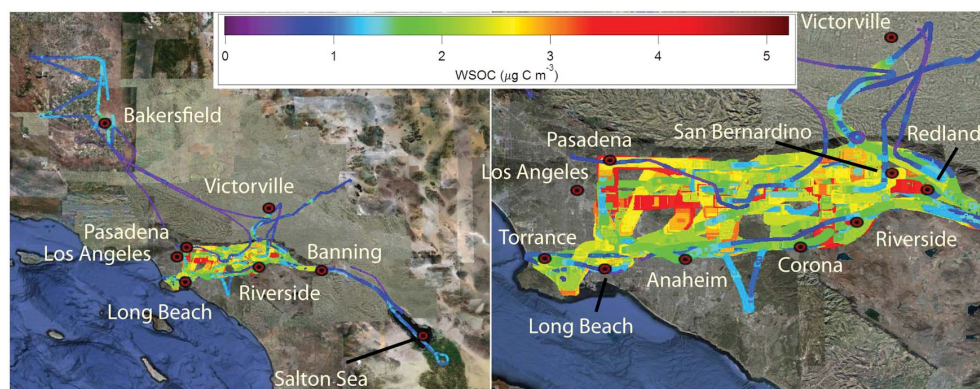 0 1 2 3 4 5
WSOC (μg C m⁻³)
Bakersfield
Victorville
Pasadena
Los Angeles
Banning
Riverside
Long Beach
Salton Sea
Victorville
San Bernardino
Redland
Pasadena
Los Angeles
Torrance
Riverside
Anaheim
Corona
Long Beach